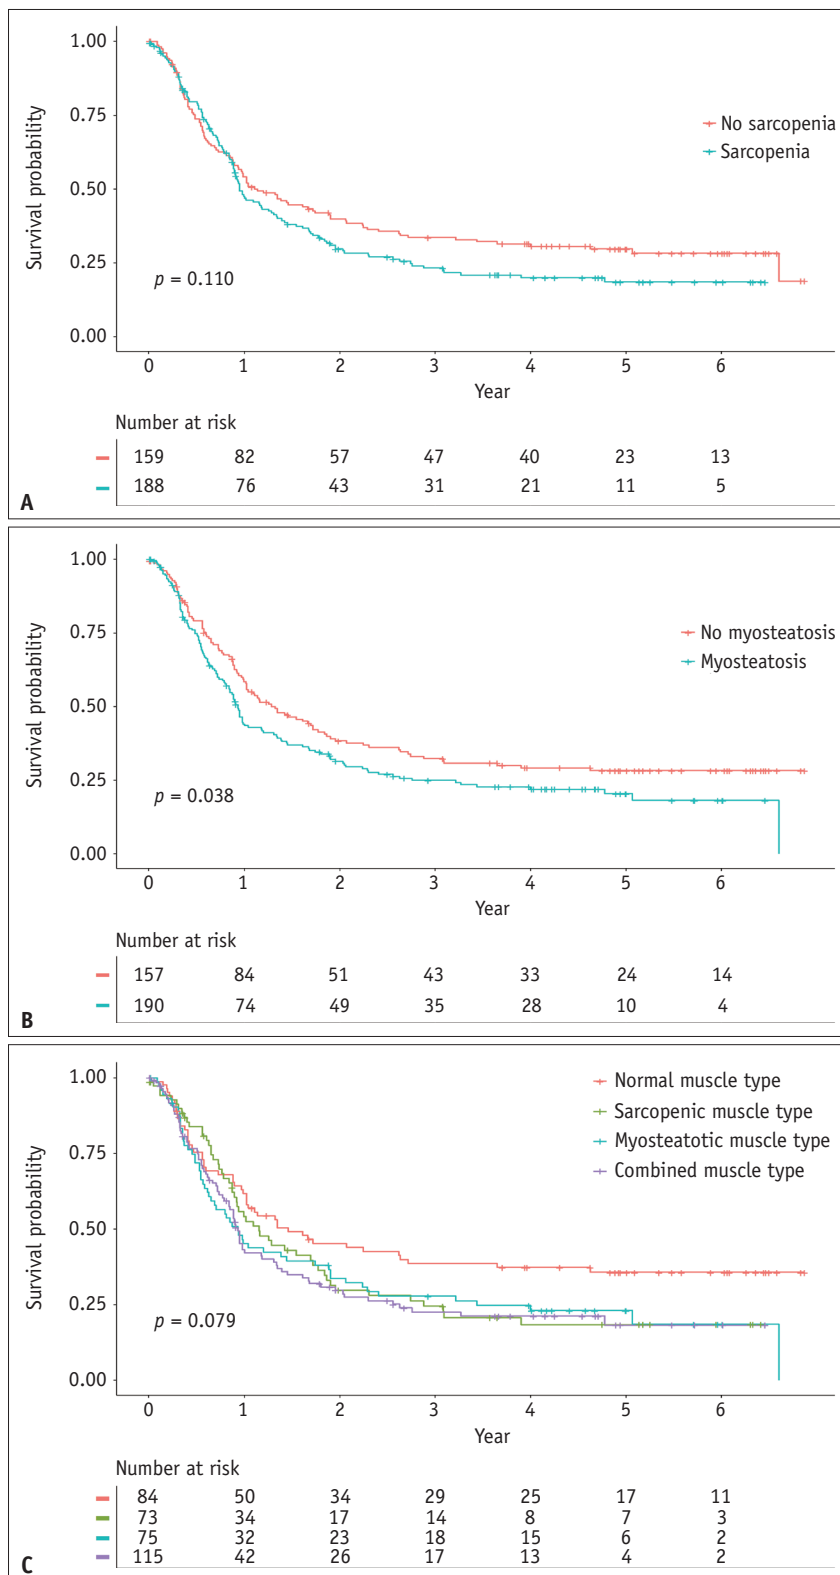 1.00
0.75
0.50
0.25
0.00
Survival probability
No sarcopenia
Sarcopenia
p = 0.110
0 1 2 3 4 5 6
Year
Number at risk
159 82 57 47 40 23 13
188 76 43 31 21 11 5
A
1.00
0.75
0.50
0.25
0.00
Survival probability
No myosteatosis
Myosteatosis
p = 0.038
0 1 2 3 4 5 6
Year
Number at risk
157 84 51 43 33 24 14
190 74 49 35 28 10 4
B
1.00
0.75
0.50
0.25
0.00
Survival probability
Normal muscle type
Sarcopenic muscle type
Myosteatotic muscle type
Combined muscle type
p = 0.079
0 1 2 3 4 5 6
Year
Number at risk
84 50 34 29 25 17 11
73 34 17 14 8 7 3
75 32 23 18 15 6 2
115 42 26 17 13 4 2
C